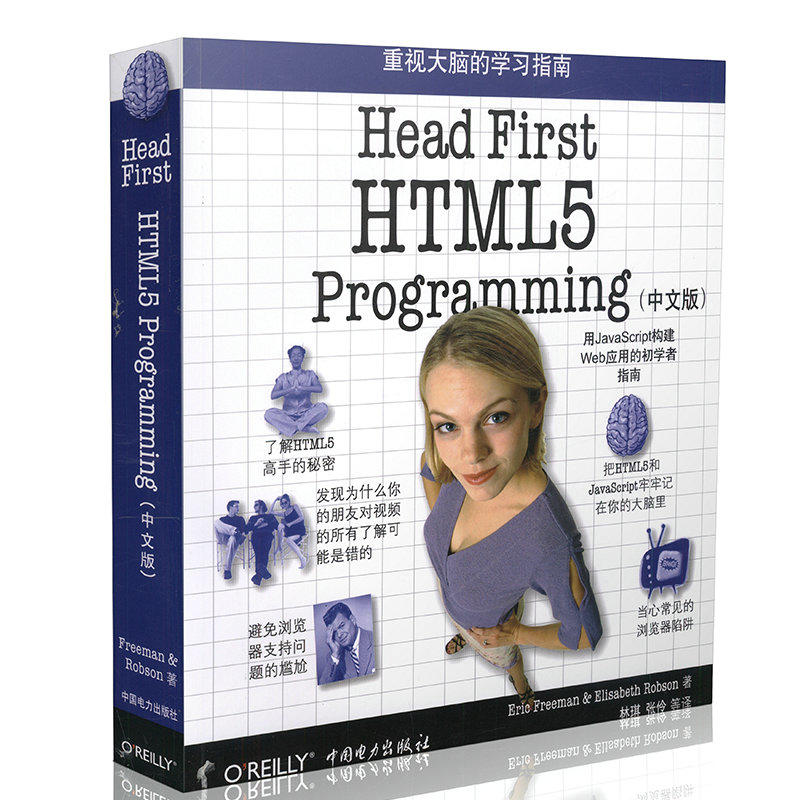 重视大脑的学习指南
Head First
HTML5
Programming
(中文版)
用JavaScript构建
Web应用的初学者
指南
了解HTML5
高手的秘密
把HTML5和
JavaScript牢牢记
在你的大脑里
发现为什么你
的朋友对视频
的所有了解可
能是错的
当心常见的
浏览器陷阱
避免浏览
器支持问
题的尴尬
Eric Freeman & Elisabeth Robson 著
林琪 张伶 等译
O'REILLY® 中国电力出版社
Head
First
HTML5 Programming
(中文版)
Freeman &
Robson 著
中国电力出版社
O'REILLY®